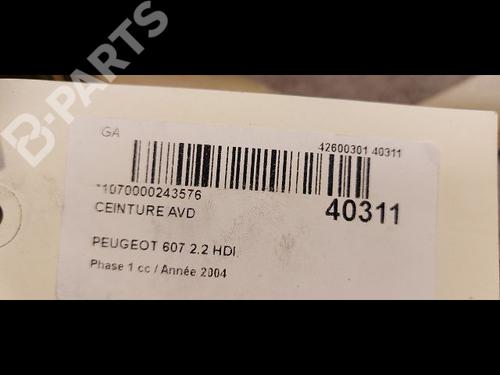 B-PARTS
GA
42600301 40311
*1070000243576
40311
CEINTURE AVD
PEUGEOT 607 2.2 HDI
Phase 1 cc / Année 2004